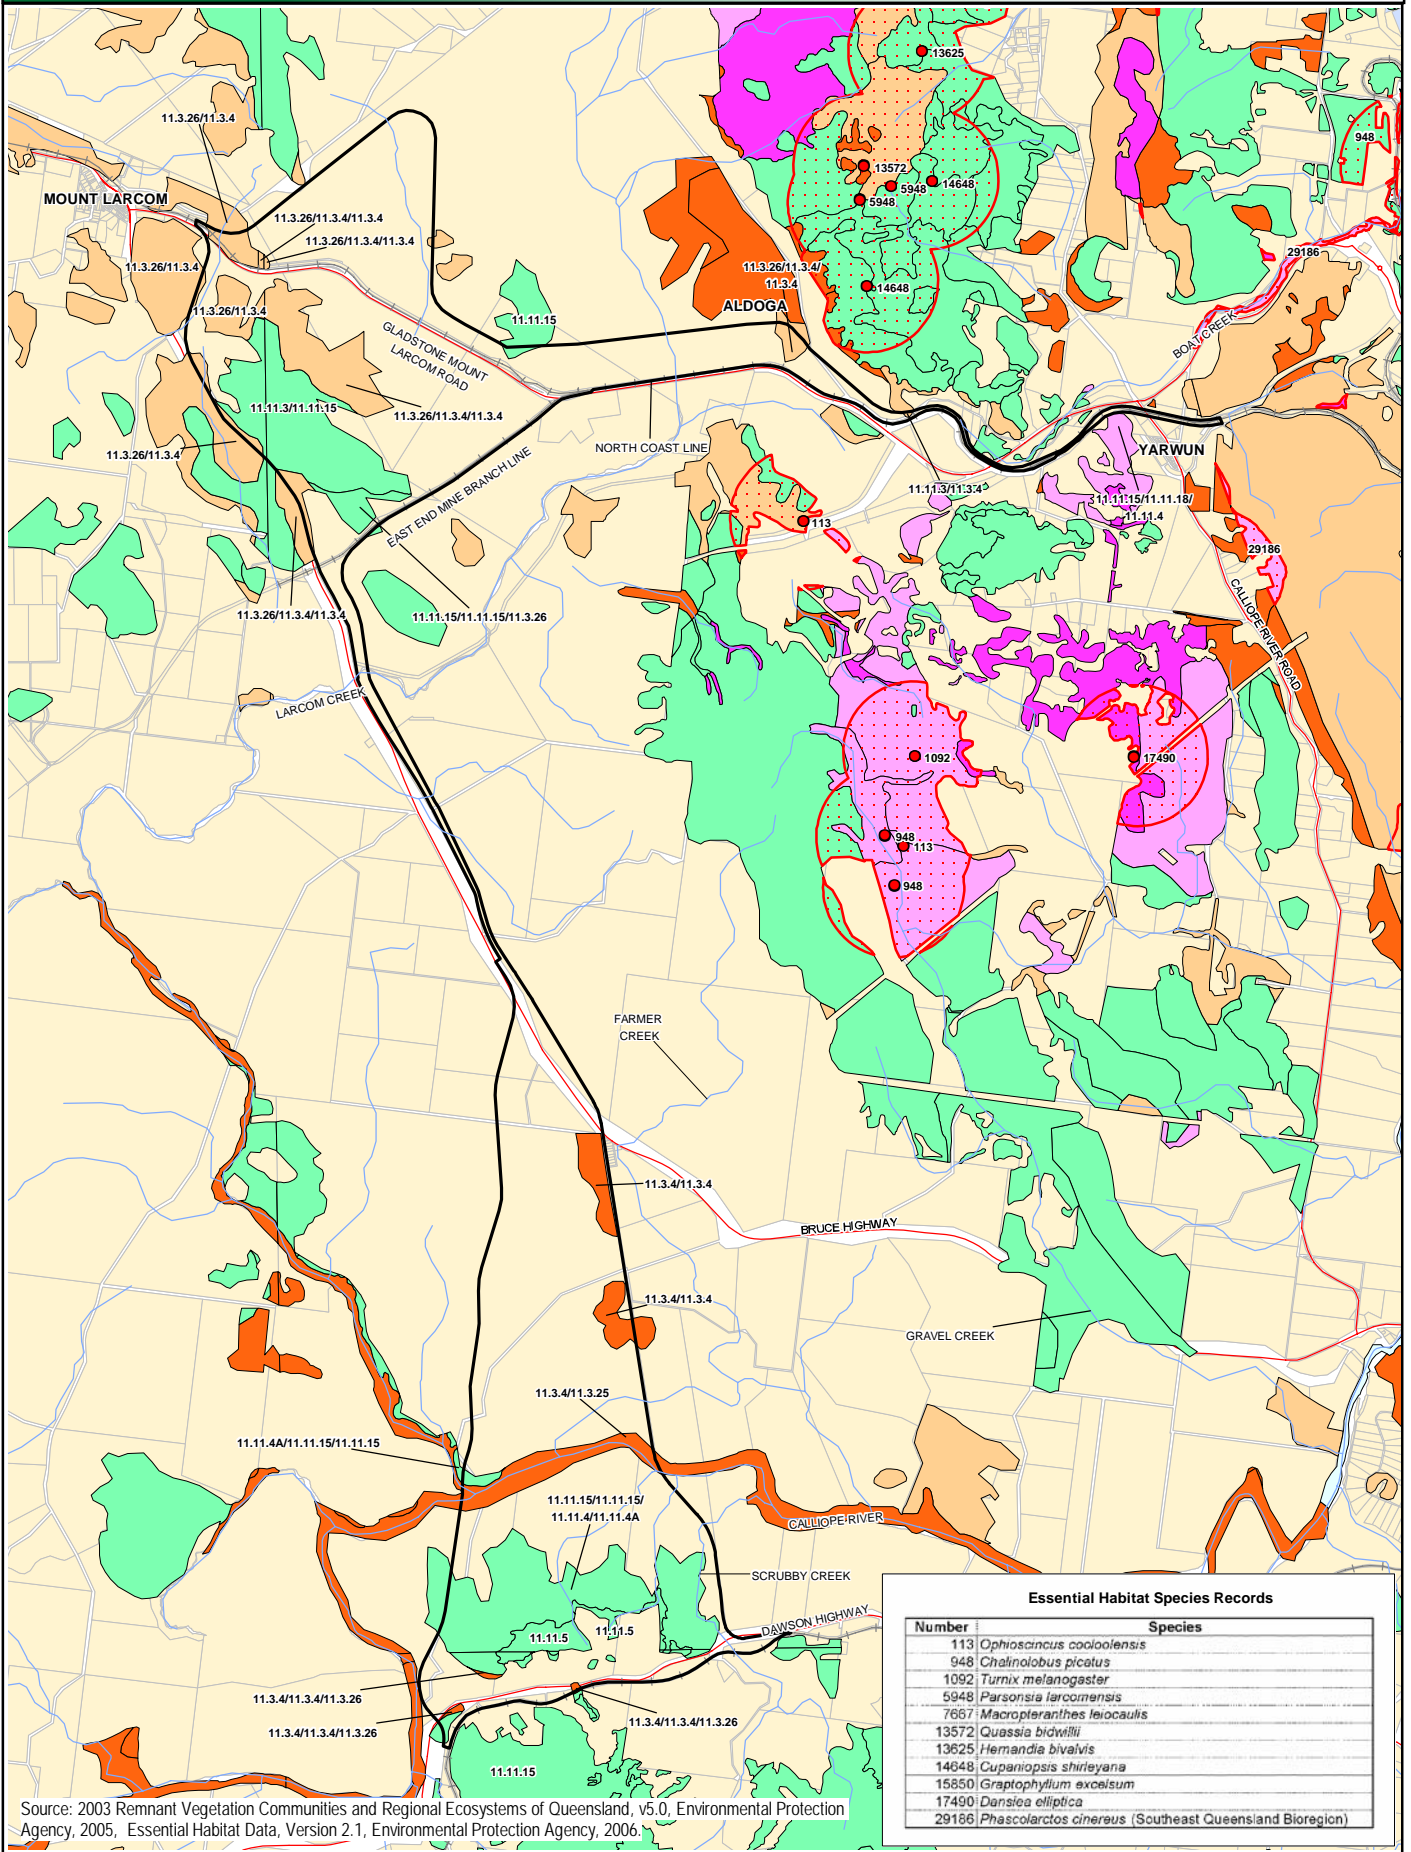 13625
11.3.26/11.3.4
948
13572
14648
5948
5948
MOUNT LARCOM
11.3.26/11.3.4/11.3.4
11.3.26/11.3.4/11.3.4
29186
11.3.26/11.3.4
11.3.26/11.3.4/
11.3.4
14648
ALDOGA
11.3.26/11.3.4
11.11.15
BOAT CREEK
GLADSTONE MOUNT
LARCOM ROAD
11.11.3/11.11.15
11.3.26/11.3.4/11.3.4
NORTH COAST LINE
YARWUN
11.3.26/11.3.4
11.11.3/11.3.4
11.11.15/11.11.18/
11.11.4
EAST END MINE BRANCH LINE
113
29186
11.3.26/11.3.4/11.3.4
11.11.15/11.11.15/11.3.26
CALLIOPE RIVER ROAD
LARCOM CREEK
1092
17490
948
113
948
FARMER
CREEK
11.3.4/11.3.4
BRUCE HIGHWAY
11.3.4/11.3.4
GRAVEL CREEK
11.3.4/11.3.25
11.11.4A/11.11.15/11.11.15
11.11.15/11.11.15/
11.11.4/11.11.4A
CALLIOPE RIVER
SCRUBBY CREEK
DAWSON HIGHWAY
11.11.5
11.11.5
11.3.4/11.3.4/11.3.26
11.3.4/11.3.4/11.3.26
11.3.4/11.3.4/11.3.26
11.11.15
Essential Habitat Species Records
Number Species
113 Ophioscincus cooloolensis
948 Chalinolobus picatus
1092 Turnix melanogaster
5948 Parsonsia larcomensis
7667 Macropteranthes leiocaulis
13572 Quassia bidwillii
13625 Hernandia bivalvis
14648 Cupaniopsis shirleyana
15850 Graptophyllum excelsum
17490 Dansiea elliptica
29186 Phascolarctos cinereus (Southeast Queensland Bioregion)
Source: 2003 Remnant Vegetation Communities and Regional Ecosystems of Queensland, v5.0, Environmental Protection
Agency, 2005, Essential Habitat Data, Version 2.1, Environmental Protection Agency, 2006.